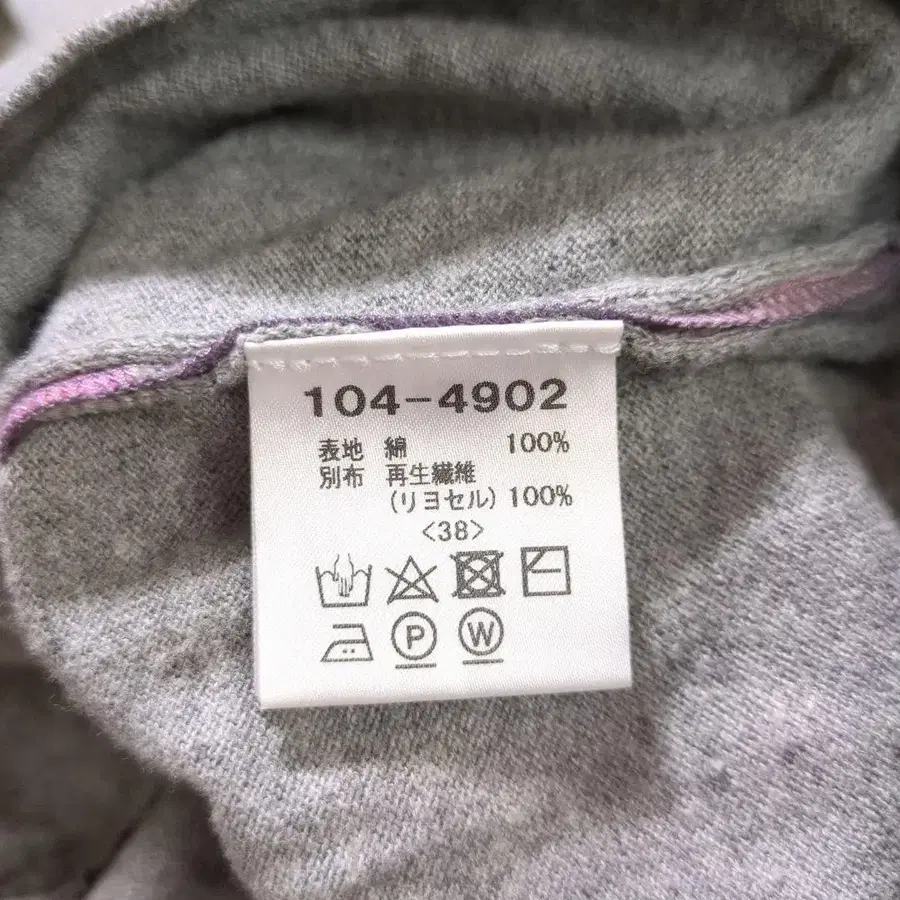 104-4902
表地 綿 100%
別布 再生繊維
(リヨセル) 100%
<38>
P W